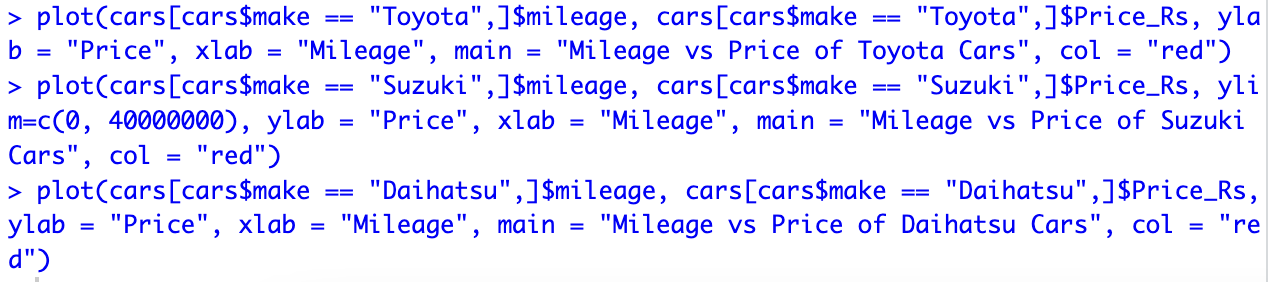 > plot(cars[cars$make == "Toyota",]$mileage, cars[cars$make == "Toyota",]$Price_Rs, yla
b = "Price", xlab = "Mileage", main = "Mileage vs Price of Toyota Cars", col = "red")
> plot(cars[cars$make == "Suzuki",]$mileage, cars[cars$make == "Suzuki",]$Price_Rs, yli
m=c(0, 40000000), ylab = "Price", xlab = "Mileage", main = "Mileage vs Price of Suzuki
Cars", col = "red")
> plot(cars[cars$make == "Daihatsu",]$mileage, cars[cars$make == "Daihatsu",]$Price_Rs,
ylab = "Price", xlab = "Mileage", main = "Mileage vs Price of Daihatsu Cars", col = "re
d")